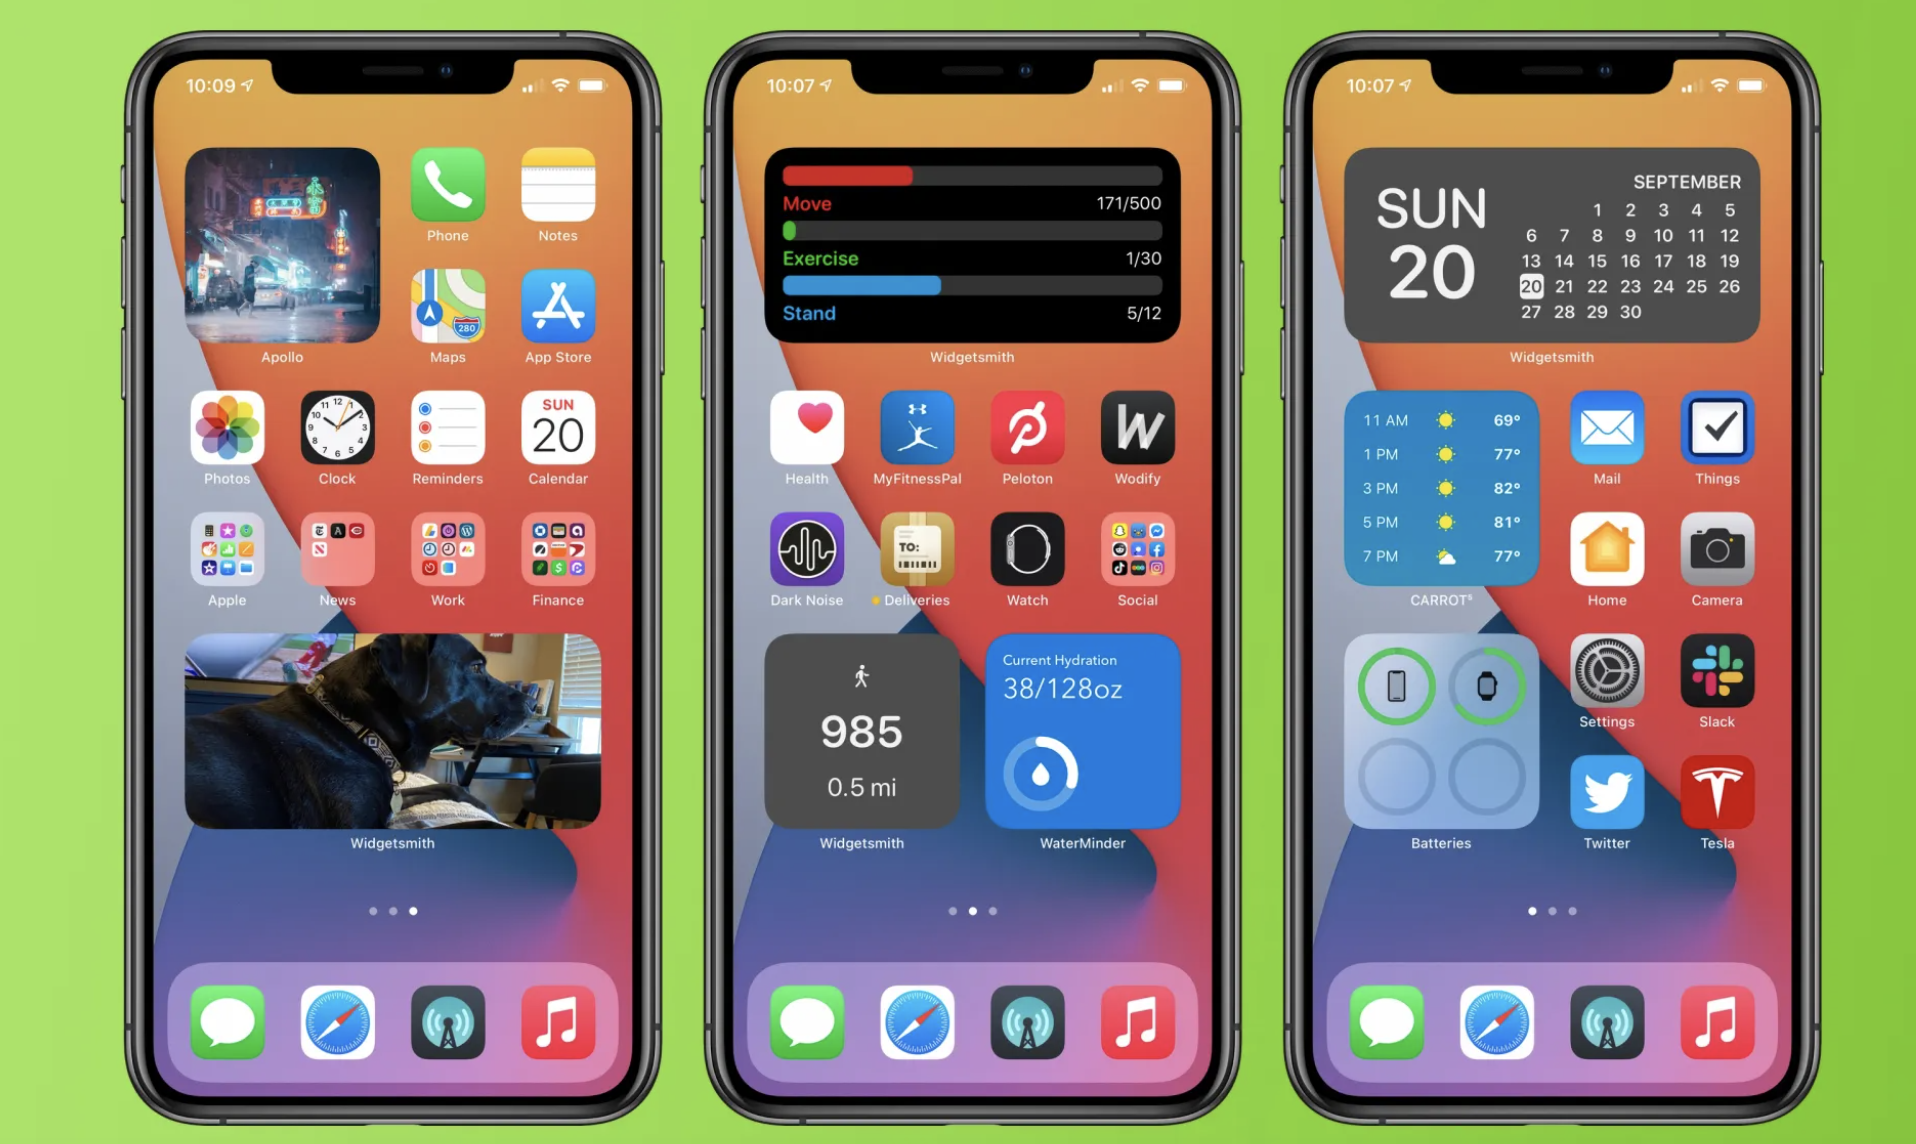 10:09
Apollo
Phone
Notes
280
Maps
App Store
Photos
12
Clock
Reminders
SUN
20
Calendar
Apple
News
Work
Finance
Widgetsmith
10:07
Move 171/500
Exercise 1/30
Stand 5/12
Widgetsmith
Health
MyFitnessPal
Peloton
W
Wodify
Dark Noise
TO:
Deliveries
Watch
Social
985
0.5 mi
Widgetsmith
Current Hydration
38/128oz
WaterMinder
10:07
SUN
20
SEPTEMBER
1 2 3 4 5
6 7 8 9 10 11 12
13 14 15 16 17 18 19
20 21 22 23 24 25 26
27 28 29 30
Widgetsmith
11 AM 69°
1 PM 77°
3 PM 82°
5 PM 81°
7 PM 77°
CARROT⁵
Mail
Things
Home
Camera
Batteries
Settings
Slack
Twitter
Tesla